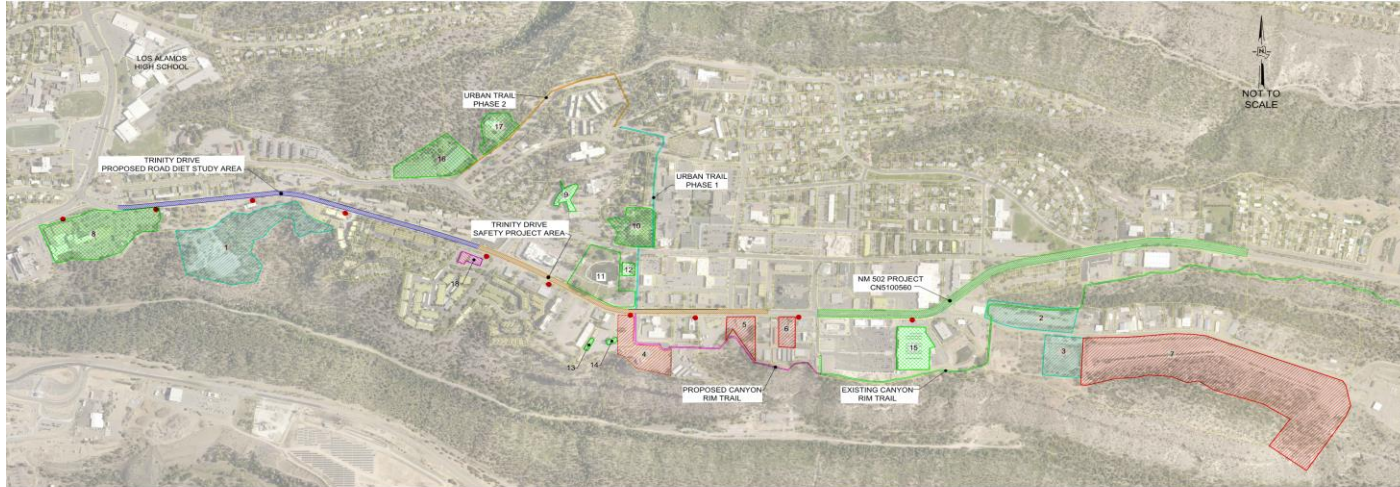 LOS ALAMOS
HIGH SCHOOL
N
NOT TO
SCALE
URBAN TRAIL
PHASE 2
17
16
TRINITY DRIVE
PROPOSED ROAD DIET STUDY AREA
URBAN TRAIL
PHASE 1
9
10
8
1
TRINITY DRIVE
SAFETY PROJECT AREA
18
11
12
NM 502 PROJECT
CN5100560
2
5
6
15
3
7
4
13
14
PROPOSED CANYON
RIM TRAIL
EXISTING CANYON
RIM TRAIL